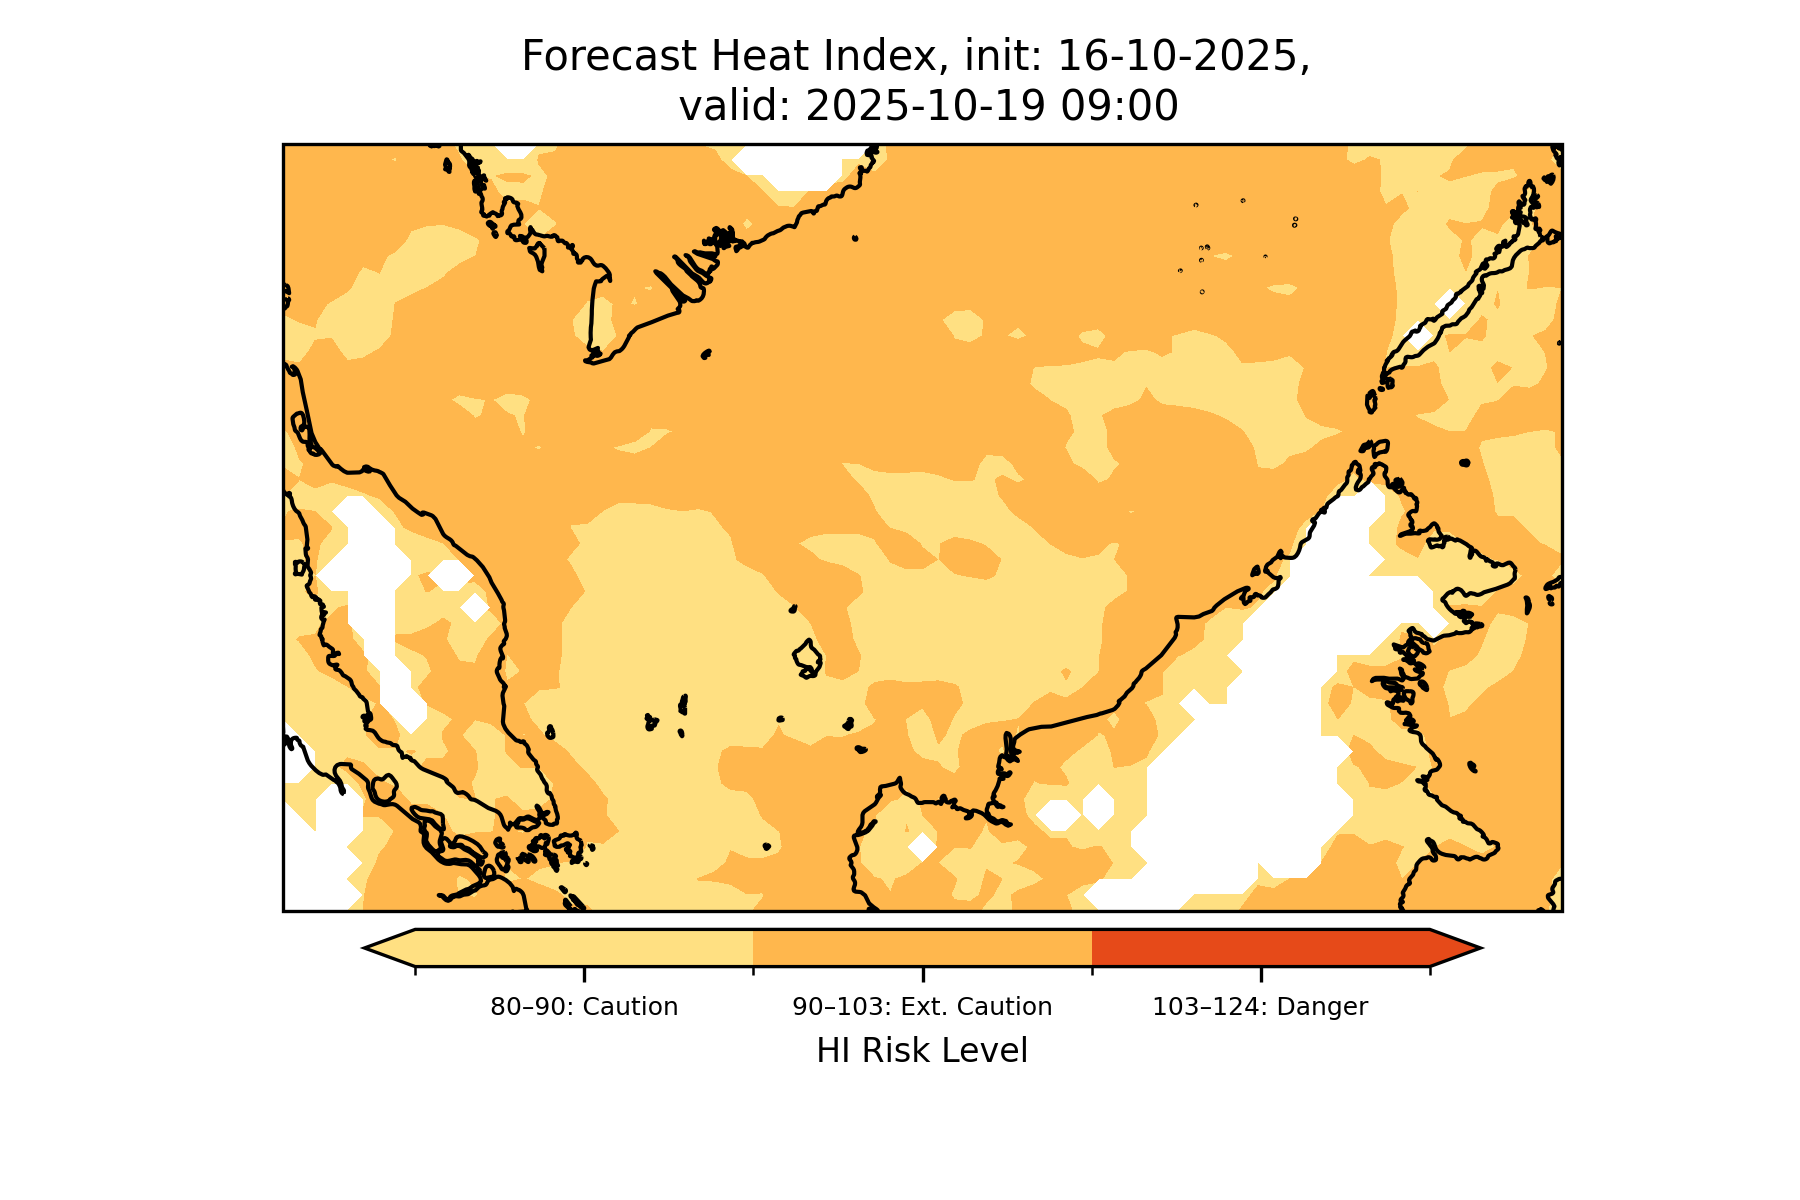 Forecast Heat Index, init: 16-10-2025,
valid: 2025-10-19 09:00
80–90: Caution
90–103: Ext. Caution
103–124: Danger
HI Risk Level